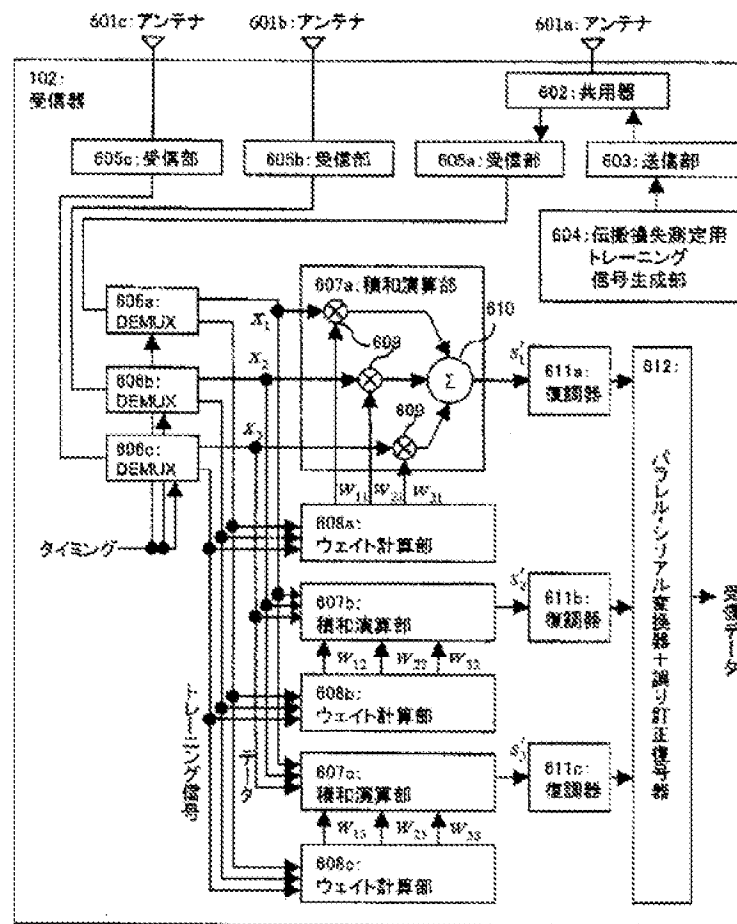 601c:アンテナ
601b:アンテナ
601a:アンテナ
102:
受信器
602:共用器
605c:受信部
605b:受信部
605a:受信部
603:送信部
604:伝搬損失測定用
トレーニング
信号生成部
607a:積和演算部
606a:
DEMUX
606b:
DEMUX
606c:
DEMUX
X1
X2
X3
609
609
610
Σ
S'1
611a:
復調器
612:
パラレル・シリアル変換器+誤り訂正復号器
W11
W21
W31
608a:
ウェイト計算部
タイミング
607b:
積和演算部
S'2
611b:
復調器
W12
W22
W32
608b:
ウェイト計算部
トレーニング信号
データ
607c:
積和演算部
S'3
611c:
復調器
W13
W23
W33
608c:
ウェイト計算部